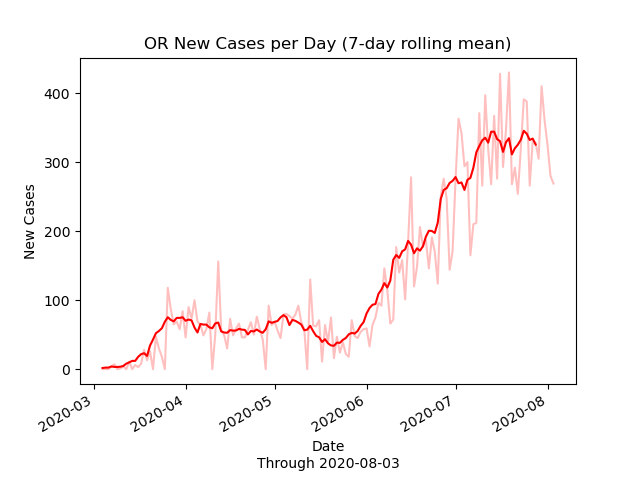 OR New Cases per Day (7-day rolling mean)
New Cases
400
300
200
100
0
2020-03
2020-04
2020-05
2020-06
2020-07
2020-08
Date
Through 2020-08-03